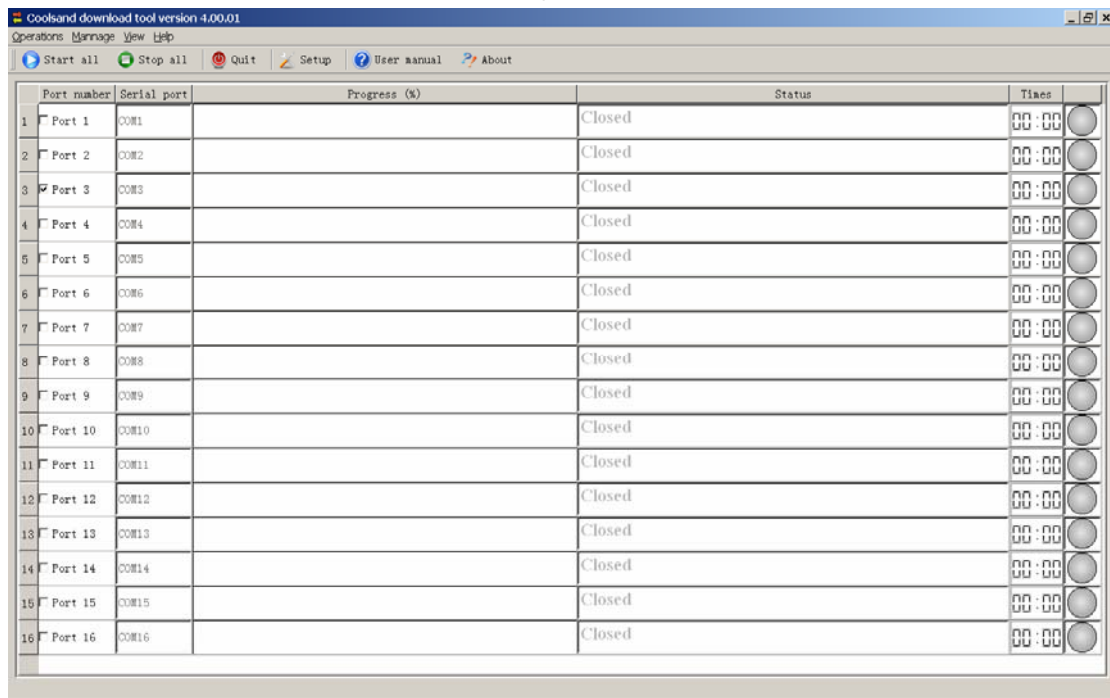 Coolsand download tool version 4.00.01
Operations Mannage View Help
Start all Stop all Quit Setup User manual About
Port number Serial port Progress (%) Status Times
1 Port 1 COM1 Closed 00:00
2 Port 2 COM2 Closed 00:00
3 Port 3 COM3 Closed 00:00
4 Port 4 COM4 Closed 00:00
5 Port 5 COM5 Closed 00:00
6 Port 6 COM6 Closed 00:00
7 Port 7 COM7 Closed 00:00
8 Port 8 COM8 Closed 00:00
9 Port 9 COM9 Closed 00:00
10 Port 10 COM10 Closed 00:00
11 Port 11 COM11 Closed 00:00
12 Port 12 COM12 Closed 00:00
13 Port 13 COM13 Closed 00:00
14 Port 14 COM14 Closed 00:00
15 Port 15 COM15 Closed 00:00
16 Port 16 COM16 Closed 00:00